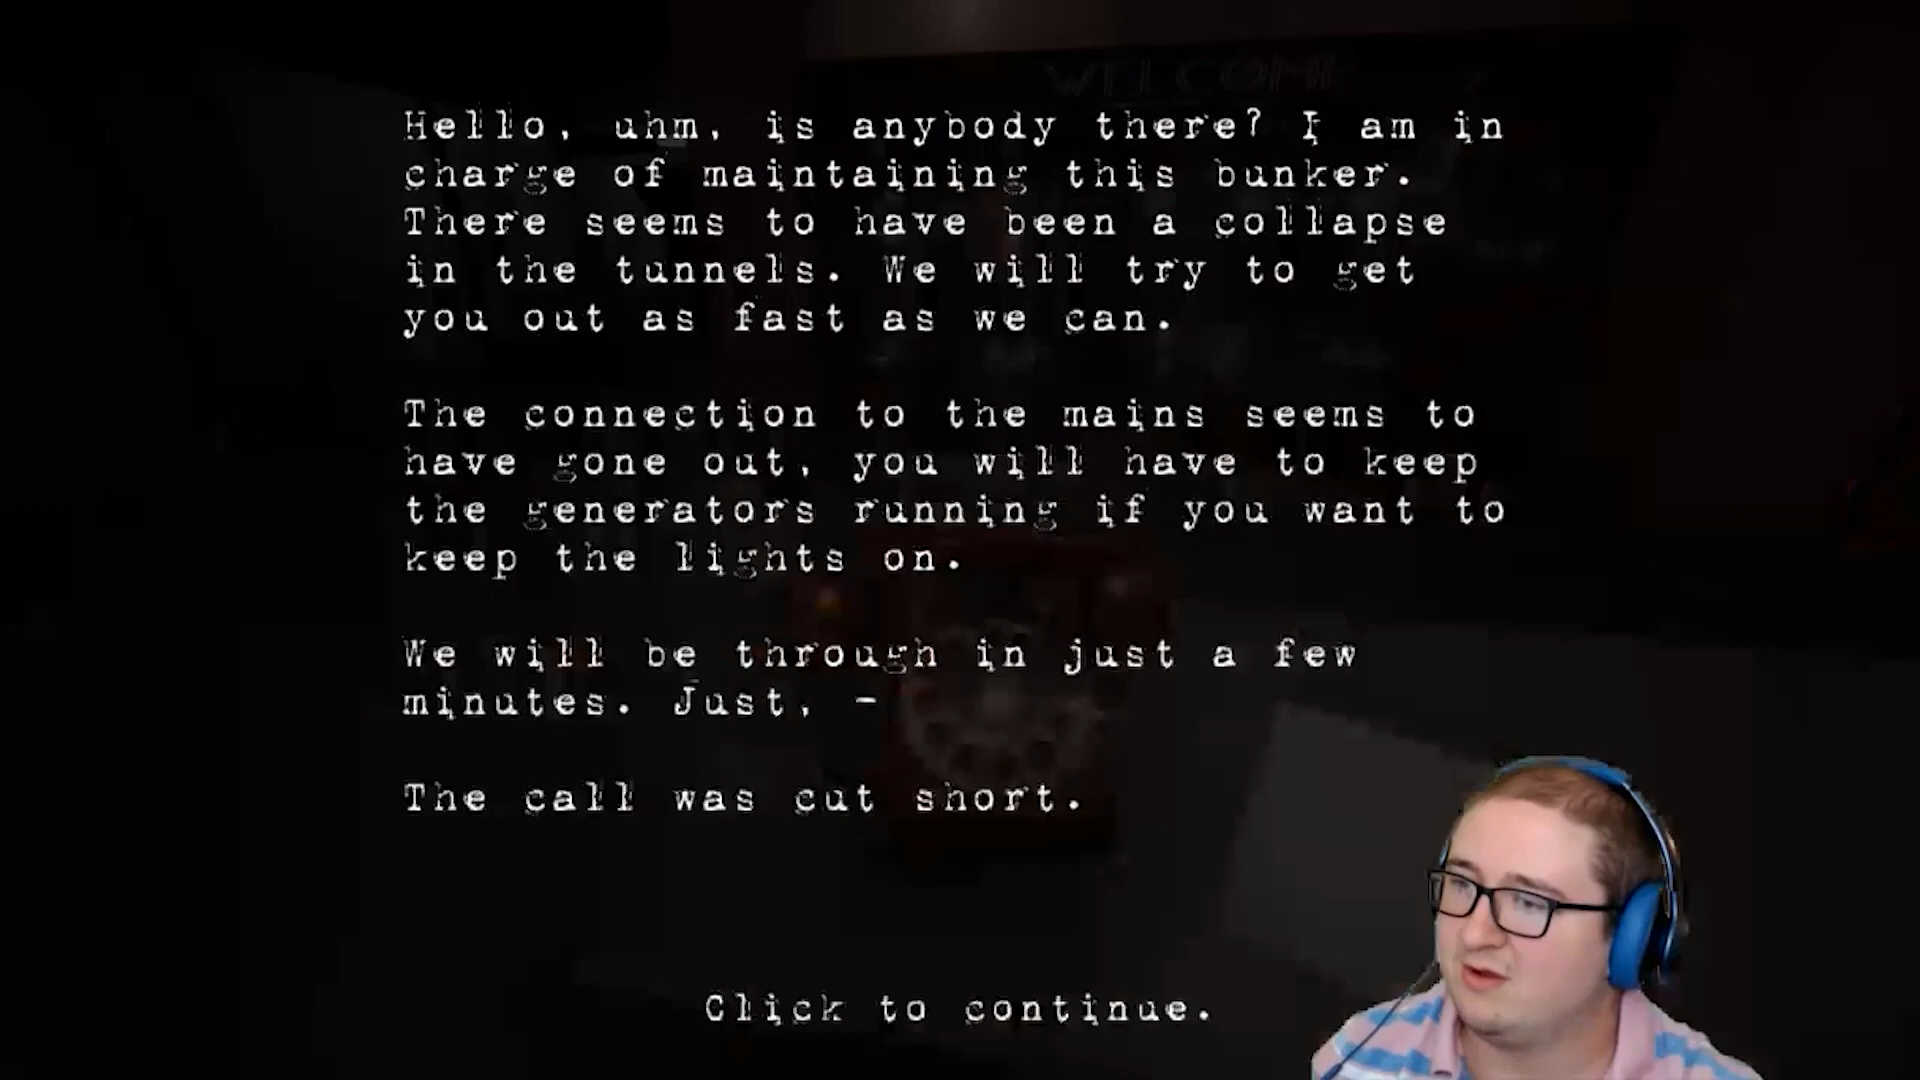 WELCOME
Hello, uhm, is anybody there? I am in
charge of maintaining this bunker.
There seems to have been a collapse
in the tunnels. We will try to get
you out as fast as we can.
The connection to the mains seems to
have gone out, you will have to keep
the generators running if you want to
keep the lights on.
We will be through in just a few
minutes. Just, -
The call was cut short.
Click to continue.